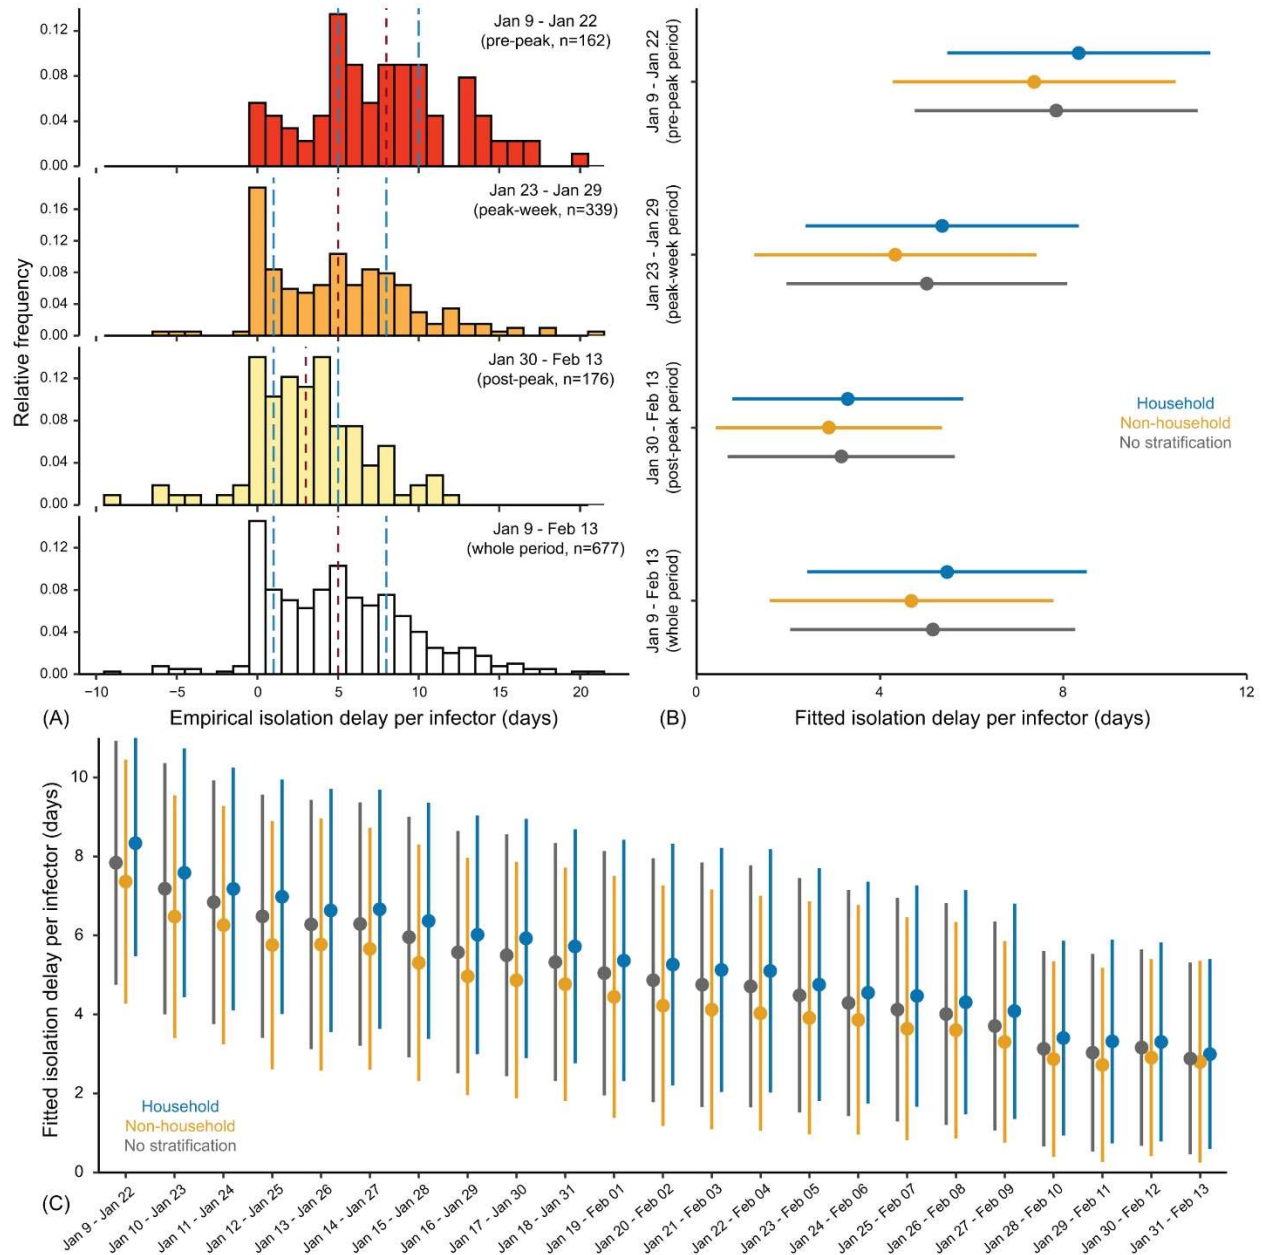 Relative frequency
0.12
0.08
0.04
0.00
Jan 9 - Jan 22
(pre-peak, n=162)
0.16
0.12
0.08
0.04
0.00
Jan 23 - Jan 29
(peak-week, n=339)
0.12
0.08
0.04
0.00
Jan 30 - Feb 13
(post-peak, n=176)
0.12
0.08
0.04
0.00
Jan 9 - Feb 13
(whole period, n=677)
−10 −5 0 5 10 15 20
(A) Empirical isolation delay per infector (days)
Jan 9 - Jan 22
(pre-peak period)
Jan 23 - Jan 29
(peak-week period)
Jan 30 - Feb 13
(post-peak period)
Jan 9 - Feb 13
(whole period)
Household
Non-household
No stratification
0 4 8 12
(B) Fitted isolation delay per infector (days)
Fitted isolation delay per infector (days)
10
8
6
4
2
0
Household
Non-household
No stratification
(C)
Jan 9 - Jan 22
Jan 10 - Jan 23
Jan 11 - Jan 24
Jan 12 - Jan 25
Jan 13 - Jan 26
Jan 14 - Jan 27
Jan 15 - Jan 28
Jan 16 - Jan 29
Jan 17 - Jan 30
Jan 18 - Jan 31
Jan 19 - Feb 01
Jan 20 - Feb 02
Jan 21 - Feb 03
Jan 22 - Feb 04
Jan 23 - Feb 05
Jan 24 - Feb 06
Jan 25 - Feb 07
Jan 26 - Feb 08
Jan 27 - Feb 09
Jan 28 - Feb 10
Jan 29 - Feb 11
Jan 30 - Feb 12
Jan 31 - Feb 13